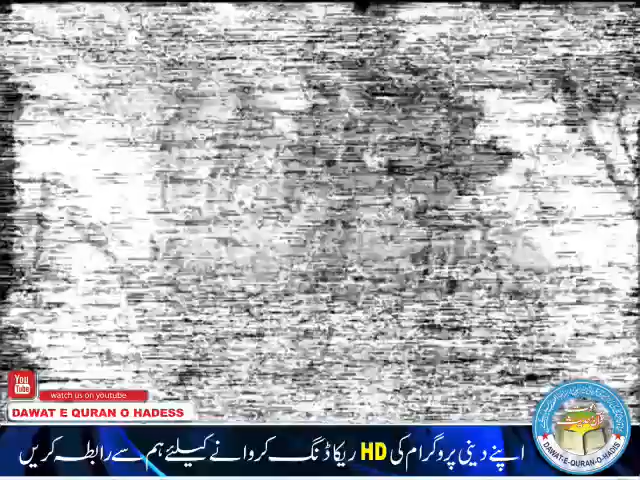 You
Tube
watch us on youtube
DAWAT E QURAN O HADESS
اپنے دینی پروگرام کی HD ریکاڈنگ کروانے کیلئے ہم سے رابطہ کریں
DAWAT-E-QURAN-O-HADIS